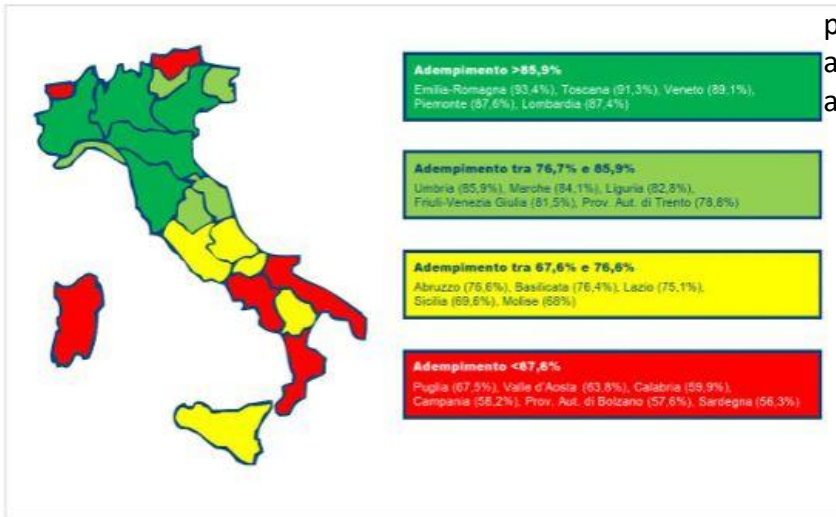 Adempimento >85,9%
Emilia-Romagna (93,4%), Toscana (91,3%), Veneto (89,1%),
Piemonte (87,6%), Lombardia (87,4%)
Adempimento tra 76,7% e 85,9%
Umbria (85,9%), Marche (84,1%), Liguria (82,8%),
Friuli-Venezia Giulia (81,5%), Prov. Aut. di Trento (78,8%)
Adempimento tra 67,6% e 76,6%
Abruzzo (76,6%), Basilicata (76,4%), Lazio (75,1%),
Sicilia (69,6%), Molise (68%)
Adempimento <67,6%
Puglia (67,5%), Valle d'Aosta (63,8%), Calabria (59,9%),
Campania (58,2%), Prov. Aut. di Bolzano (57,6%), Sardegna (56,3%)
p
a
a